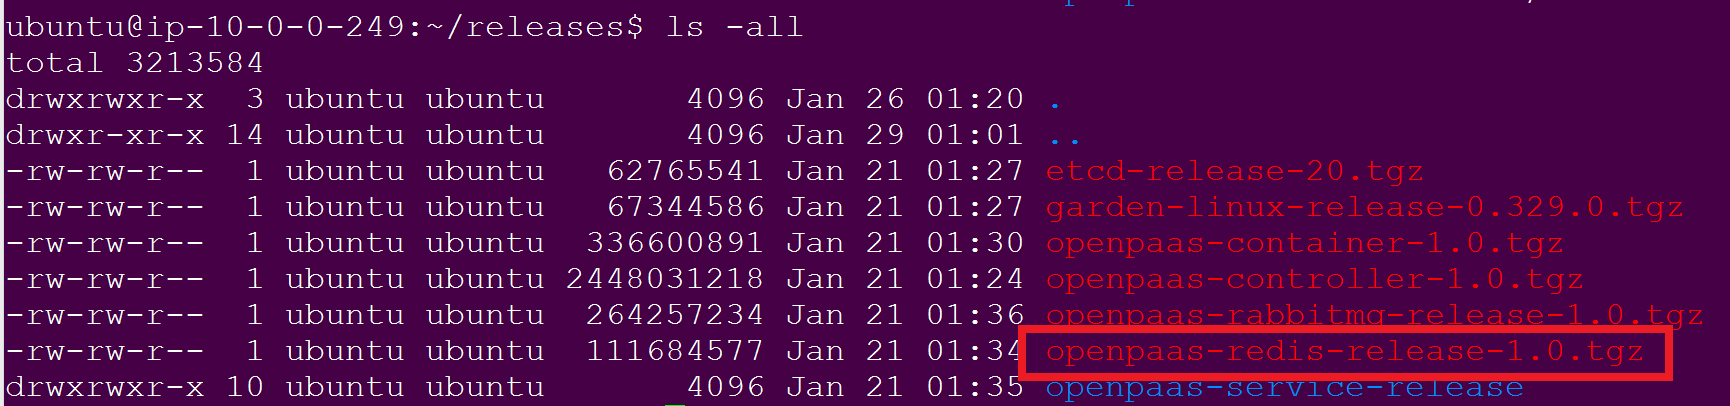 ubuntu@ip-10-0-0-249:~/releases$ ls -all
total 3213584
drwxrwxr-x  3 ubuntu ubuntu       4096 Jan 26 01:20 .
drwxr-xr-x 14 ubuntu ubuntu       4096 Jan 29 01:01 ..
-rw-rw-r--  1 ubuntu ubuntu   62765541 Jan 21 01:27 etcd-release-20.tgz
-rw-rw-r--  1 ubuntu ubuntu   67344586 Jan 21 01:27 garden-linux-release-0.329.0.tgz
-rw-rw-r--  1 ubuntu ubuntu  336600891 Jan 21 01:30 openpaas-container-1.0.tgz
-rw-rw-r--  1 ubuntu ubuntu 2448031218 Jan 21 01:24 openpaas-controller-1.0.tgz
-rw-rw-r--  1 ubuntu ubuntu  264257234 Jan 21 01:36 openpaas-rabbitmq-release-1.0.tgz
-rw-rw-r--  1 ubuntu ubuntu  111684577 Jan 21 01:34 openpaas-redis-release-1.0.tgz
drwxrwxr-x 10 ubuntu ubuntu       4096 Jan 21 01:35 openpaas-service-release